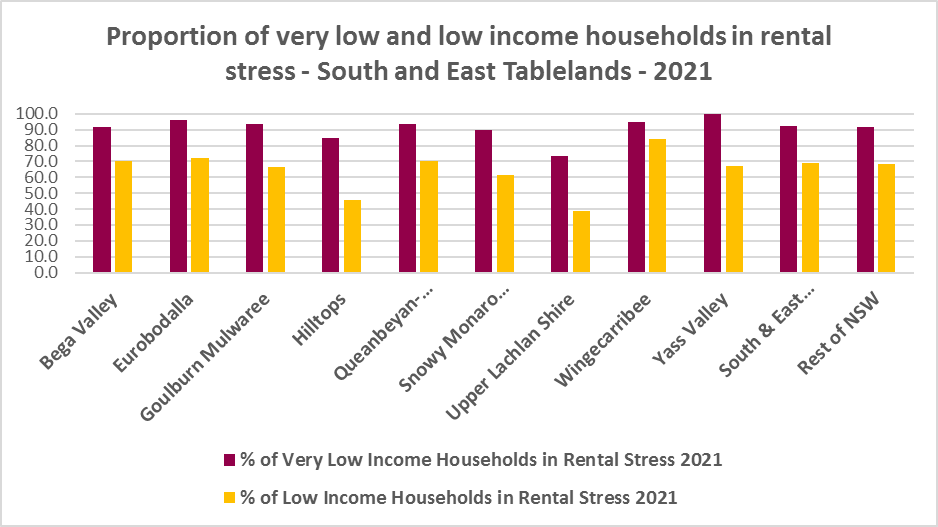 Proportion of very low and low income households in rental
stress - South and East Tablelands - 2021
100.0
90.0
80.0
70.0
60.0
50.0
40.0
30.0
20.0
10.0
0.0
Bega Valley
Eurobodalla
Goulburn Mulwaree
Hilltops
Queanbeyan-...
Snowy Monaro...
Upper Lachlan Shire
Wingecarribee
Yass Valley
South & East...
Rest of NSW
% of Very Low Income Households in Rental Stress 2021
% of Low Income Households in Rental Stress 2021